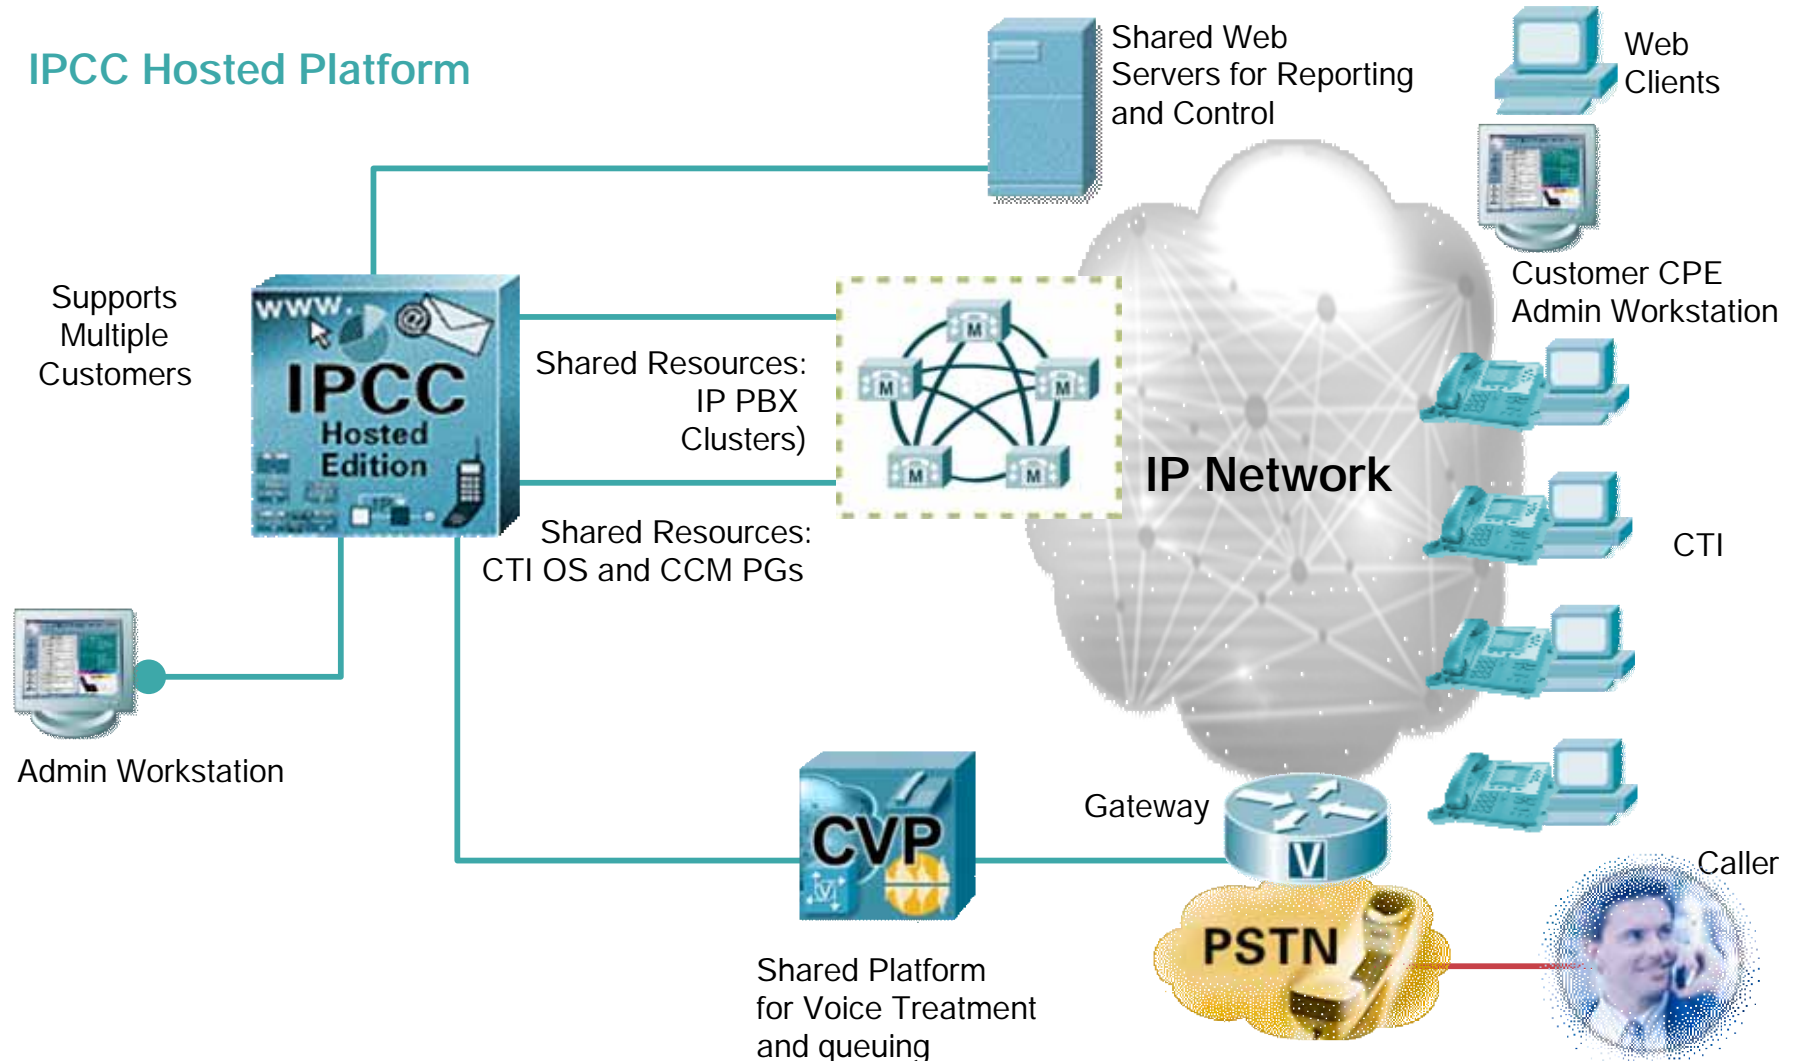 IPCC Hosted Platform
Shared Web
Servers for Reporting
and Control
Web
Clients
Customer CPE
Admin Workstation
Supports
Multiple
Customers
www.
@
IPCC
Hosted
Edition
Shared Resources:
IP PBX
Clusters)
M
M
M
M
M
IP Network
Shared Resources:
CTI OS and CCM PGs
CTI
Admin Workstation
Gateway
CVP
V
V
Caller
PSTN
Shared Platform
for Voice Treatment
and queuing